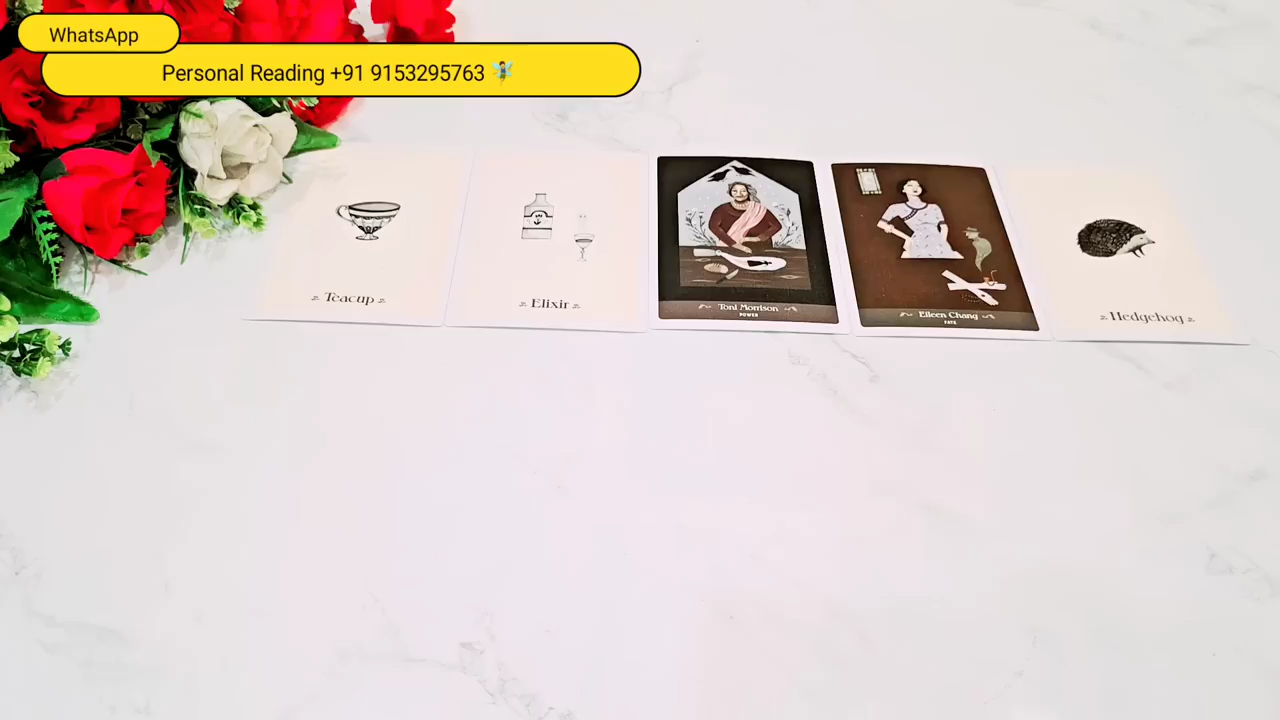 WhatsApp
Personal Reading +91 9153295763
Teacup
Elixir
Toni Morrison
POWER
Eileen Chang
FATE
Hedgehog